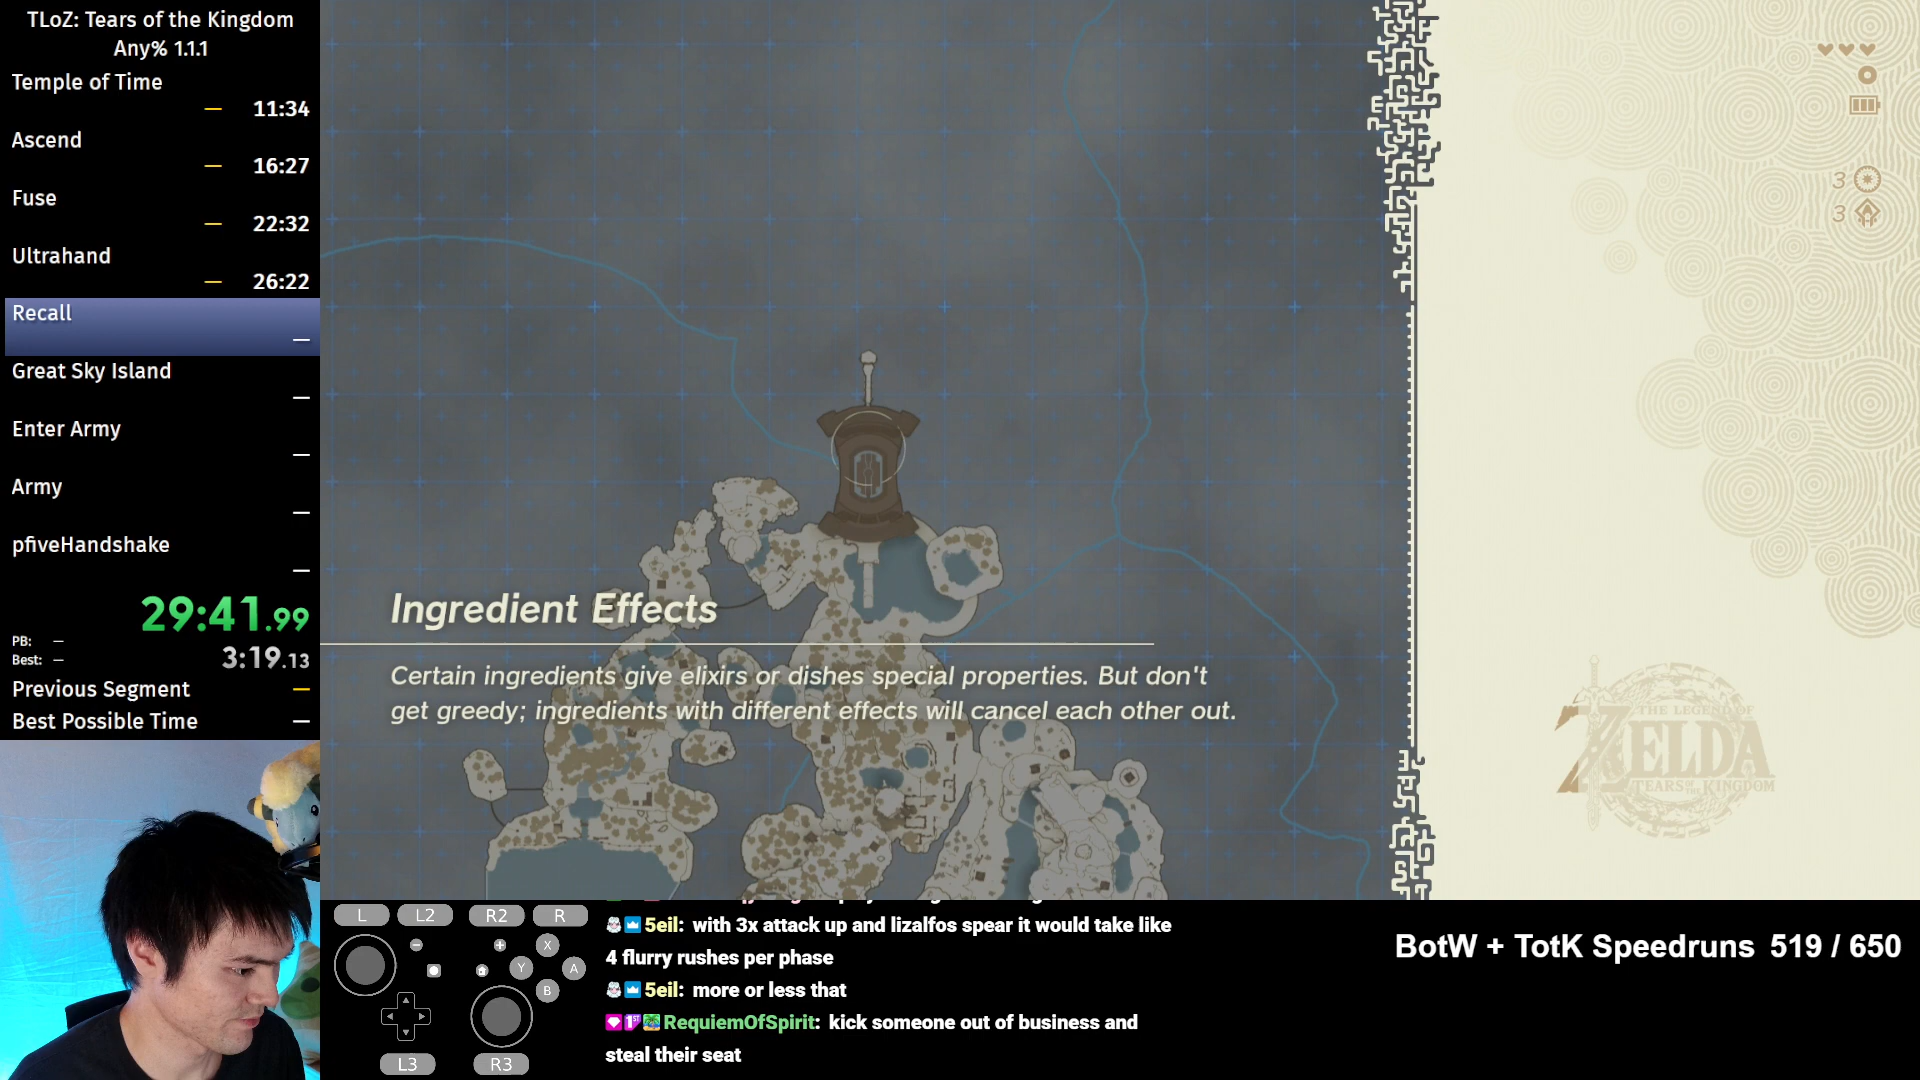 TLoZ: Tears of the Kingdom
Any% 1.1.1
Temple of Time
— 11:34
Ascend
— 16:27
Fuse
— 22:32
Ultrahand
— 26:22
Recall
—
Great Sky Island
—
Enter Army
—
Army
—
pfiveHandshake
—
29:41.99
PB: —
Best: — 3:19.13
Previous Segment —
Best Possible Time —
3
3
Ingredient Effects
Certain ingredients give elixirs or dishes special properties. But don't
get greedy; ingredients with different effects will cancel each other out.
THE LEGEND OF
ZELDA
TEARS OF THE KINGDOM
L L2 R2 R
X
Y A
B
L3 R3
5eil: with 3x attack up and lizalfos spear it would take like
4 flurry rushes per phase
5eil: more or less that
1ST RequiemOfSpirit: kick someone out of business and
steal their seat
BotW + TotK Speedruns 519 / 650